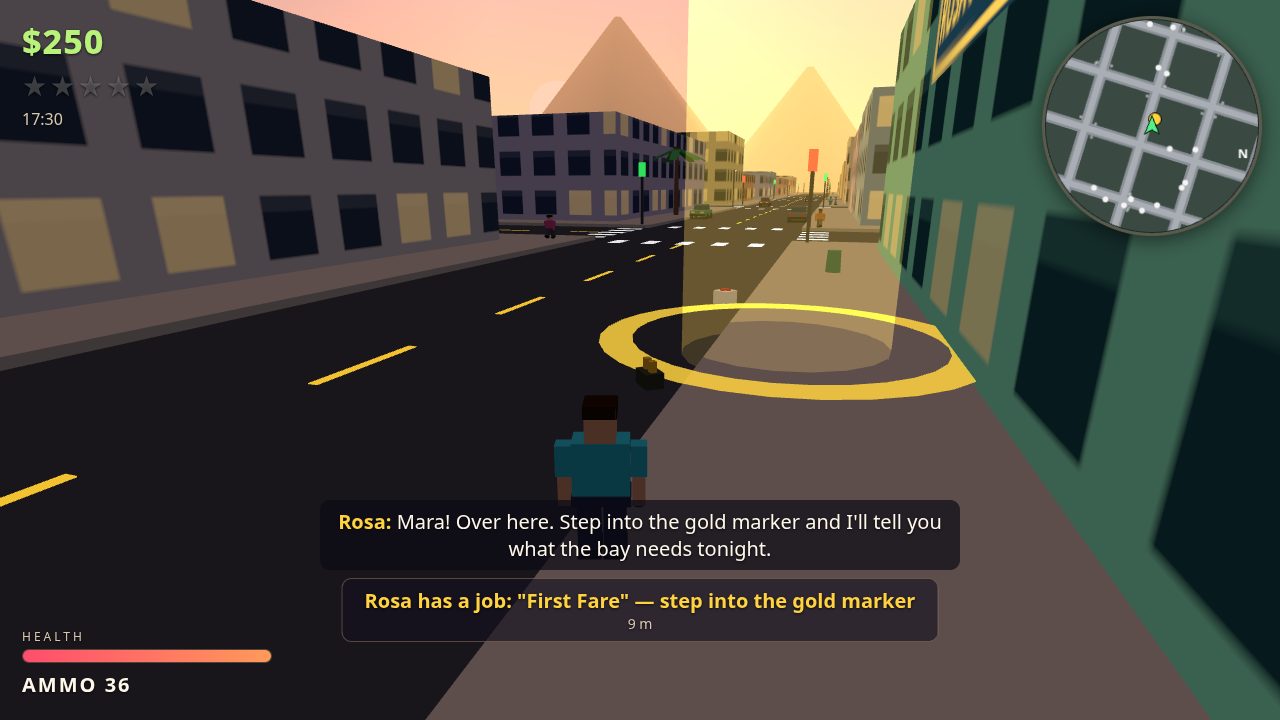 $250
17:30
N
Rosa: Mara! Over here. Step into the gold marker and I'll tell you
what the bay needs tonight.
Rosa has a job: "First Fare" — step into the gold marker
9 m
HEALTH
AMMO 36